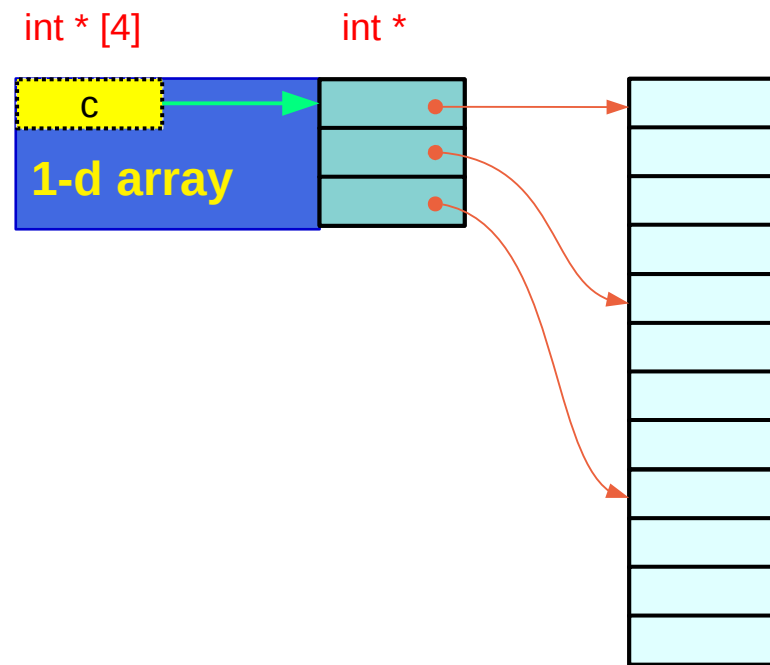 int * [4]
int *
c
1-d array